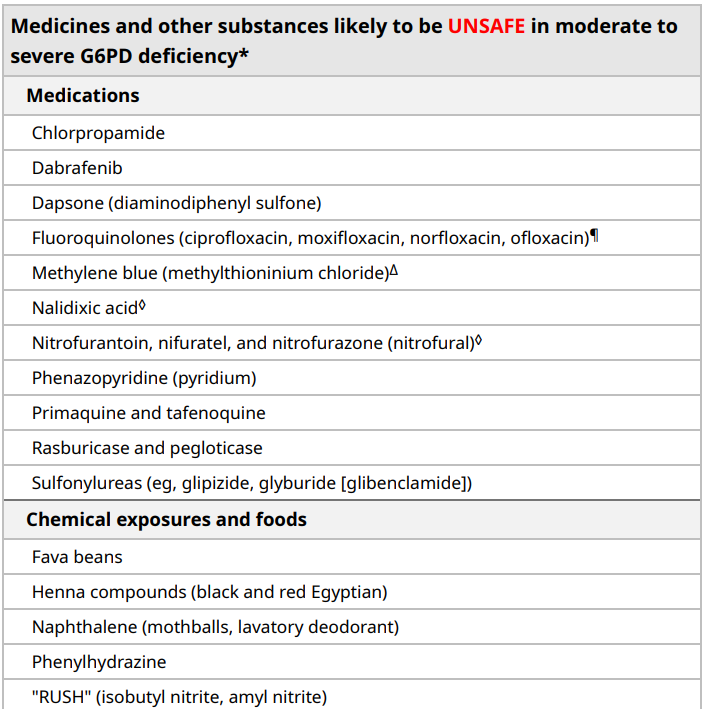 Medicines and other substances likely to be UNSAFE in moderate to
severe G6PD deficiency*
Medications
Chlorpropamide
Dabrafenib
Dapsone (diaminodiphenyl sulfone)
Fluoroquinolones (ciprofloxacin, moxifloxacin, norfloxacin, ofloxacin)¶
Methylene blue (methylthioninium chloride)Δ
Nalidixic acid◊
Nitrofurantoin, nifuratel, and nitrofurazone (nitrofural)◊
Phenazopyridine (pyridium)
Primaquine and tafenoquine
Rasburicase and pegloticase
Sulfonylureas (eg, glipizide, glyburide [glibenclamide])
Chemical exposures and foods
Fava beans
Henna compounds (black and red Egyptian)
Naphthalene (mothballs, lavatory deodorant)
Phenylhydrazine
"RUSH" (isobutyl nitrite, amyl nitrite)